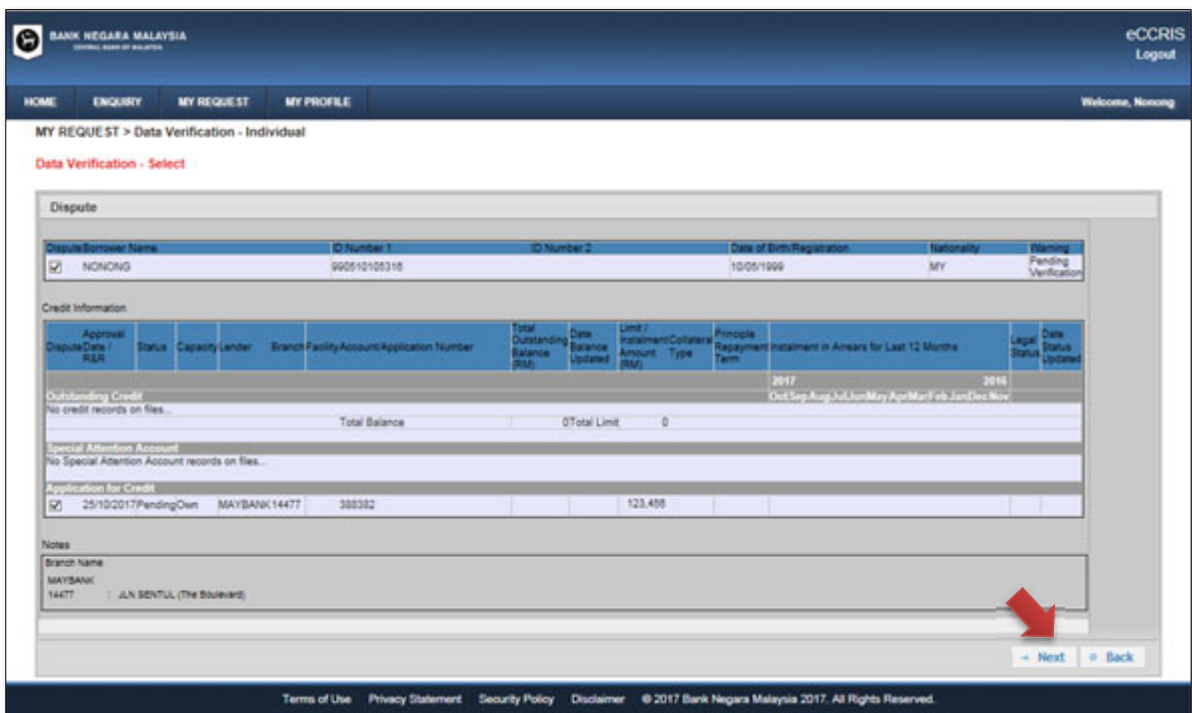 BANK NEGARA MALAYSIA
CENTRAL BANK OF MALAYSIA
eCCRIS
Logout
HOME ENQUIRY MY REQUEST MY PROFILE Welcome, Nonong
MY REQUEST > Data Verification - Individual
Data Verification - Select
Dispute
Dispute Borrower Name ID Number 1 ID Number 2 Date of Birth/Registration Nationality Warning
NONONG 990510105316 10/05/1999 MY Pending Verification
Credit Information
Dispute Approval Date / R&R Status Capacity Lender Branch Facility Account/Application Number Total Outstanding Balance (RM) Date Balance Updated Limit / Instalment Amount (RM) Collateral Type Principle Repayment Term Instalment in Arrears for Last 12 Months Legal Status Date Status Updated
2017 2016
Outstanding Credit Oct Sep Aug Jul Jun May Apr Mar Feb Jan Dec Nov
No credit records on files...
Total Balance 0 Total Limit 0
Special Attention Account
No Special Attention Account records on files...
Application for Credit
25/10/2017 Pending Own MAYBANK 14477 388382 123,456
Notes
Branch Name
MAYBANK
14477 : JLN SENTUL (The Boulevard)
Next Back
Terms of Use Privacy Statement Security Policy Disclaimer © 2017 Bank Negara Malaysia 2017. All Rights Reserved.